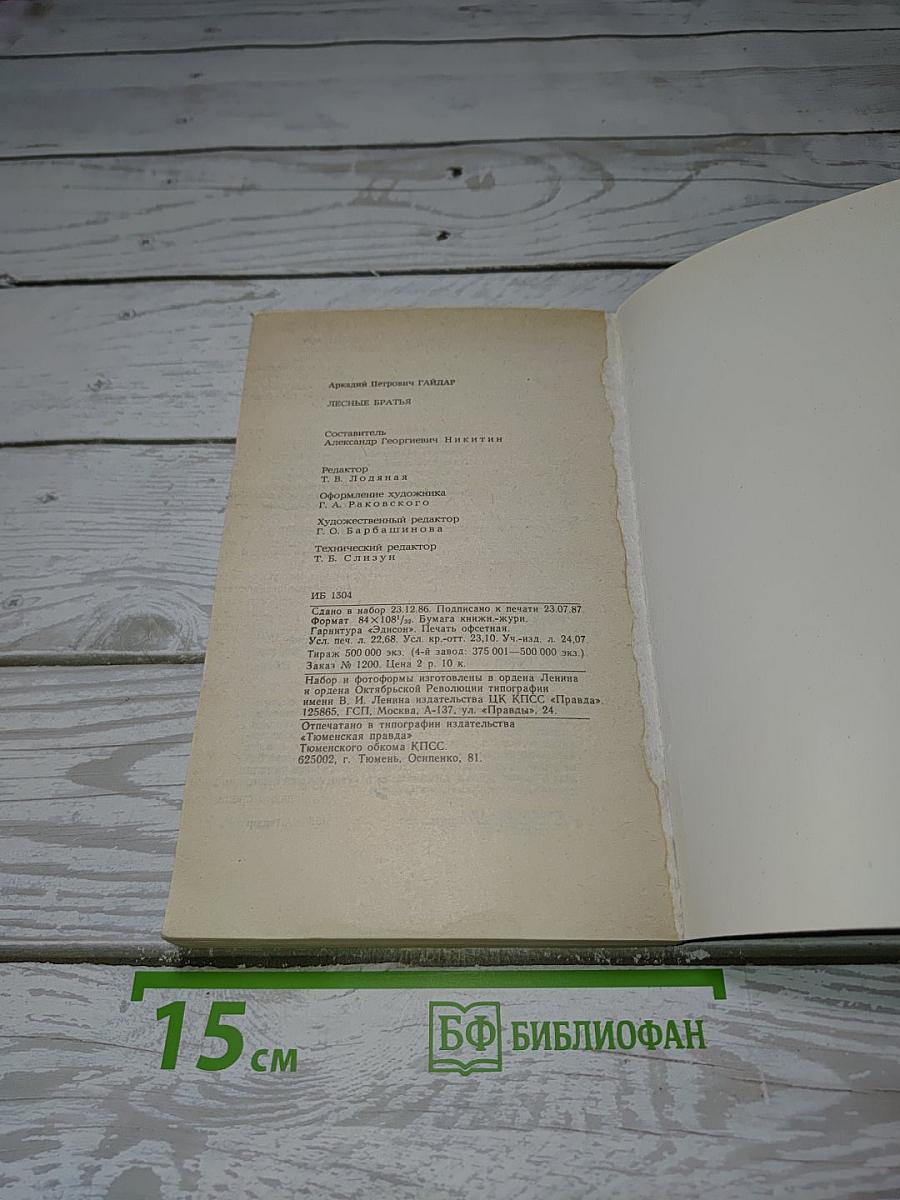 Аркадий Петрович ГАЙДАР
ЛЕСНЫЕ БРАТЬЯ
Составитель
Александр Георгиевич Никитин
Редактор
Т. В. Лодяная
Оформление художника
Г. А. Раковского
Художественный редактор
Г. О. Барбашинова
Технический редактор
Т. Б. Слизун
ИБ 1304
Сдано в набор 23.12.86. Подписано к печати 23.07.87.
Формат 84×108¹/₃₂. Бумага книжн.-журн.
Гарнитура «Эдисон». Печать офсетная.
Усл. печ. л. 22,68. Усл. кр.-отт. 23,10. Уч.-изд. л. 24,07.
Тираж 500 000 экз. (4-й завод: 375 001—500 000 экз.).
Заказ № 1200. Цена 2 р. 10 к.
Набор и фотоформы изготовлены в ордена Ленина
и ордена Октябрьской Революции типографии
имени В. И. Ленина издательства ЦК КПСС «Правда».
125865, ГСП, Москва, А-137, ул. «Правды», 24.
Отпечатано в типографии издательства
«Тюменская правда»
Тюменского обкома КПСС.
625002, г. Тюмень, Осипенко, 81.
15 см
БФ БИБЛИОФАН